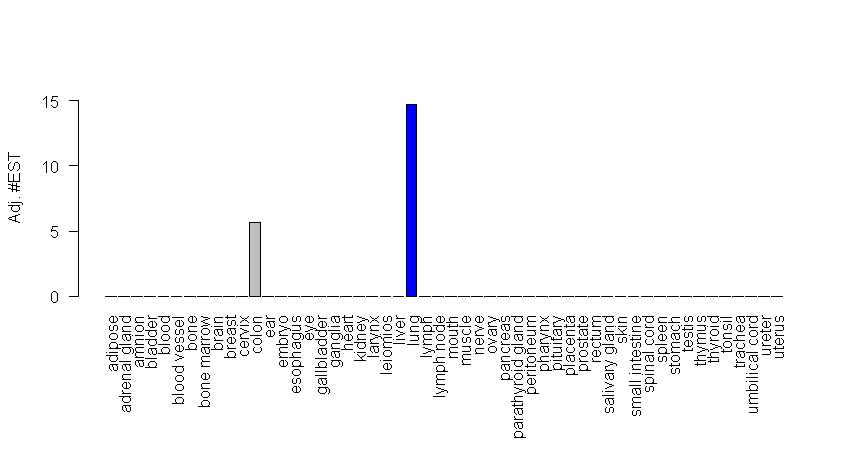 15
10
5
0
Adj. #EST
adipose
adrenal gland
amnion
bladder
blood
blood vessel
bone
bone marrow
brain
breast
cervix
colon
ear
embryo
esophagus
eye
gallbladder
ganglia
heart
kidney
larynx
leiomios
liver
lung
lymph
lymph node
mouth
muscle
nerve
ovary
pancreas
parathyroid gland
peritoneum
pharynx
pituitary
placenta
prostate
rectum
salivary gland
skin
small intestine
spinal cord
spleen
stomach
testis
thymus
thyroid
tonsil
trachea
umbilical cord
ureter
uterus